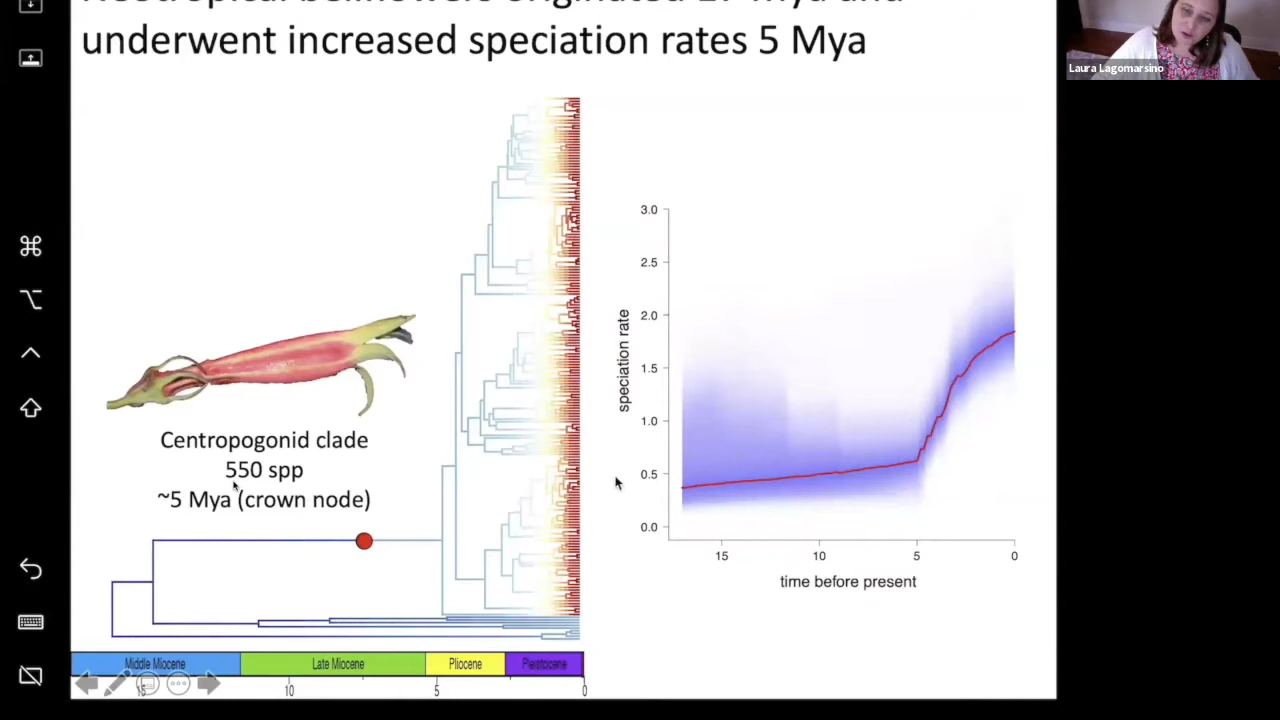 underwent increased speciation rates 5 Mya
Laura Lagomarsino
Centropogonid clade
550 spp
~5 Mya (crown node)
3.0
2.5
2.0
1.5
1.0
0.5
0.0
speciation rate
15
10
5
0
time before present
Middle Miocene
Late Miocene
Pliocene
Pleistocene
15
10
5
0